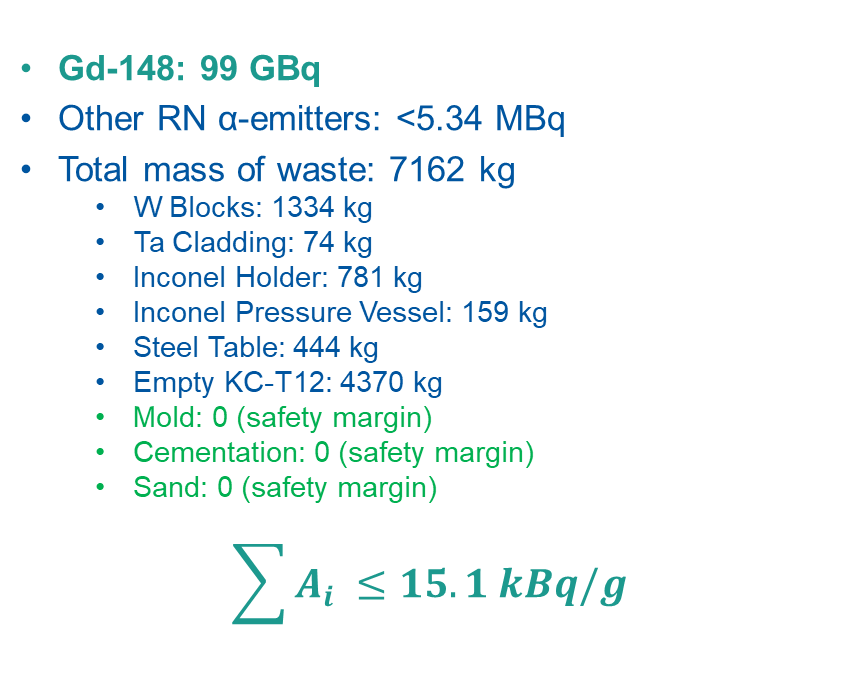 • Gd-148: 99 GBq
• Other RN α-emitters: <5.34 MBq
• Total mass of waste: 7162 kg
• W Blocks: 1334 kg
• Ta Cladding: 74 kg
• Inconel Holder: 781 kg
• Inconel Pressure Vessel: 159 kg
• Steel Table: 444 kg
• Empty KC-T12: 4370 kg
• Mold: 0 (safety margin)
• Cementation: 0 (safety margin)
• Sand: 0 (safety margin)
∑ Aᵢ ≤ 15.1 kBq/g